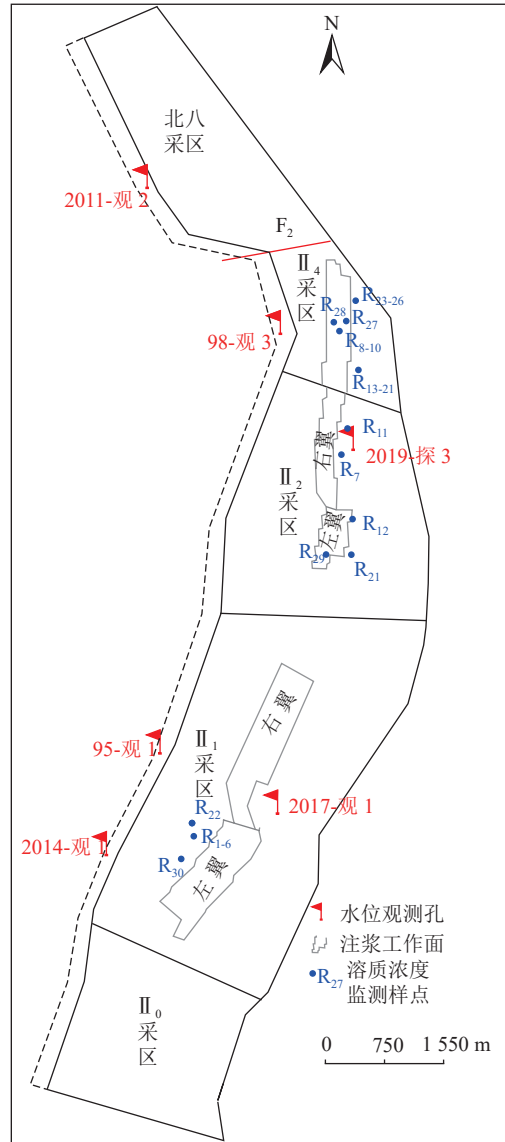 N
北八
采区
2011-观 2
F₂
Ⅱ₄
采
区
R₂₃₋₂₆
R₂₈
R₂₇
R₈₋₁₀
98-观 3
R₁₃₋₂₁
R₁₁
2019-探 3
右翼
R₇
Ⅱ₂
采
区
R₁₂
左翼
R₂₉
R₂₁
右翼
95-观 1
Ⅱ₁
采
区
2017-观 1
R₂₂
R₁₋₆
2014-观 1
R₃₀
左翼
水位观测孔
注浆工作面
R₂₇ 溶质浓度
监测样点
Ⅱ₀
采
区
0 750 1 550 m